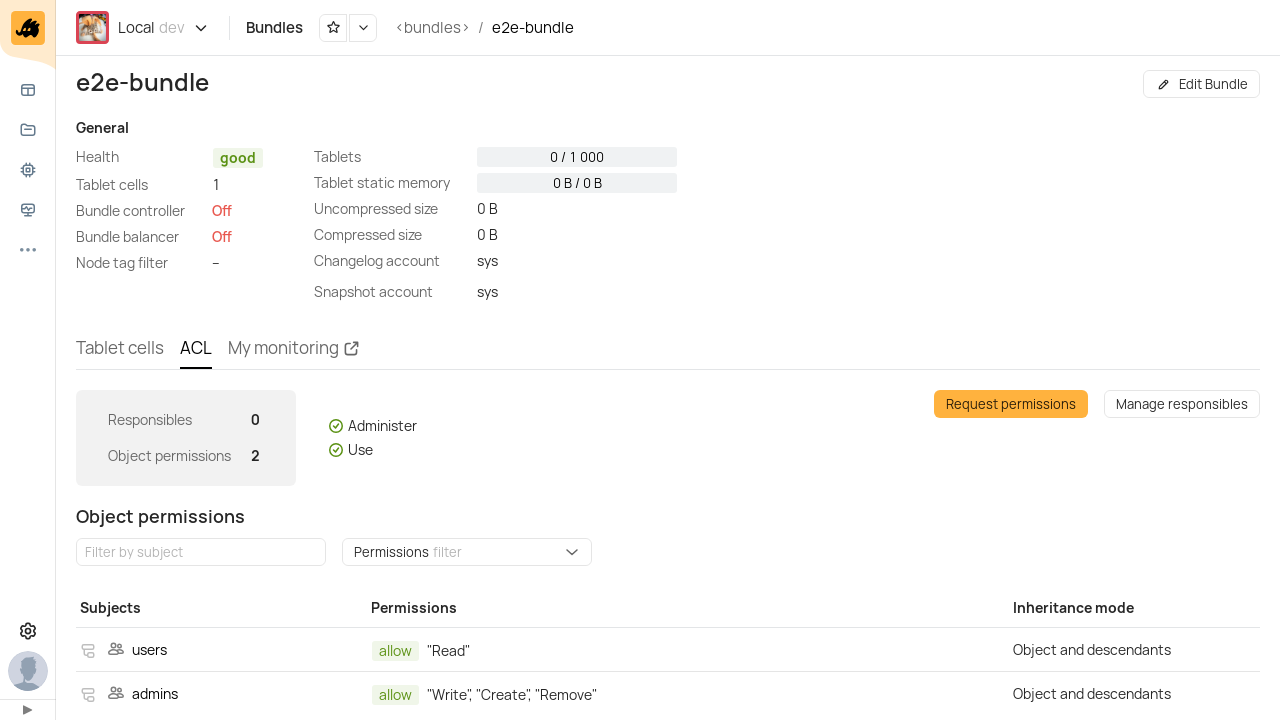 Local dev
Bundles
<bundles> / e2e-bundle
e2e-bundle
Edit Bundle
General
Health good
Tablet cells 1
Bundle controller Off
Bundle balancer Off
Node tag filter –
Tablets 0 / 1 000
Tablet static memory 0 B / 0 B
Uncompressed size 0 B
Compressed size 0 B
Changelog account sys
Snapshot account sys
Tablet cells ACL My monitoring
Responsibles 0
Object permissions 2
Administer
Use
Request permissions
Manage responsibles
Object permissions
Filter by subject
Permissions filter
Subjects Permissions Inheritance mode
users allow "Read" Object and descendants
admins allow "Write", "Create", "Remove" Object and descendants